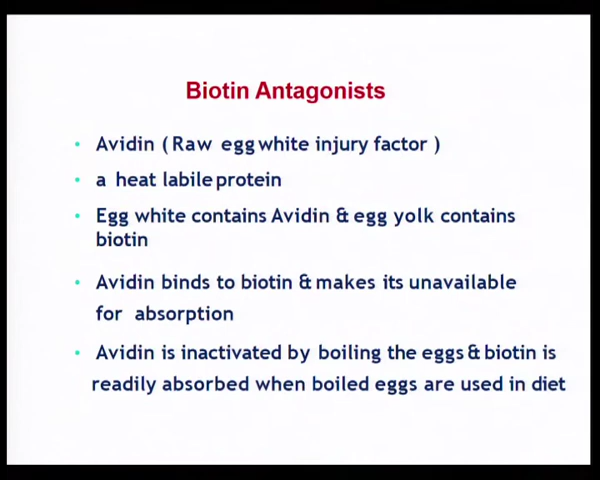 Biotin Antagonists
• Avidin ( Raw egg white injury factor )
• a heat labile protein
• Egg white contains Avidin & egg yolk contains
biotin
• Avidin binds to biotin & makes its unavailable
for absorption
• Avidin is inactivated by boiling the eggs & biotin is
readily absorbed when boiled eggs are used in diet